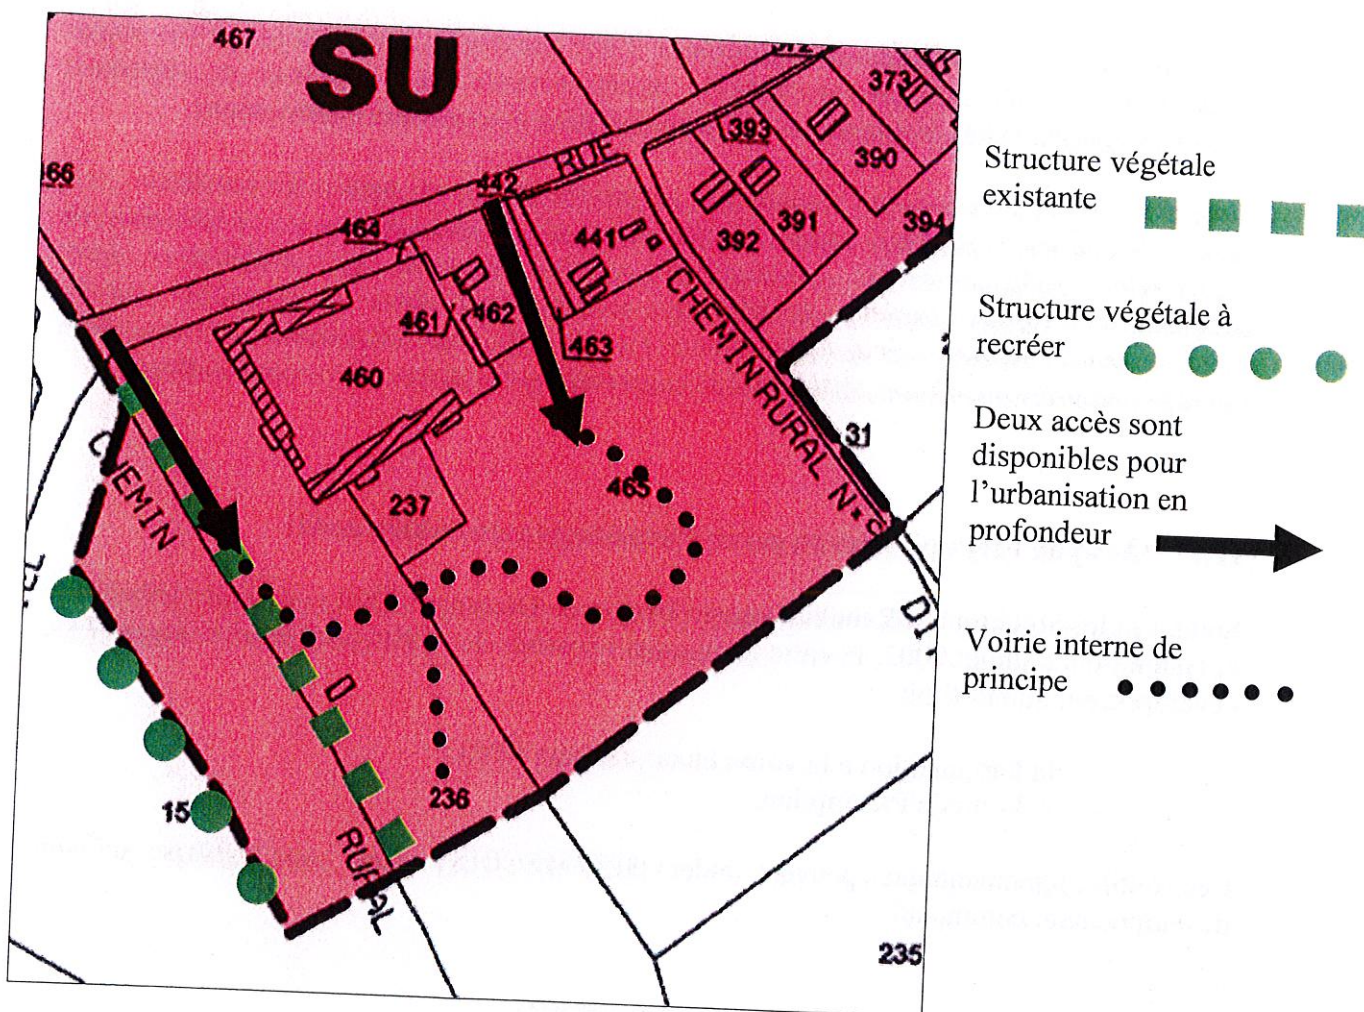 467
SU
372
373
466
RUE
393
390
442
464
441
391
394
392
461
462
463
CHEMIN RURAL N°
460
31
465
CHEMIN
237
DI
236
15
RURAL
235
Structure végétale
existante
Structure végétale à
recréer
Deux accès sont
disponibles pour
l'urbanisation en
profondeur
Voirie interne de
principe